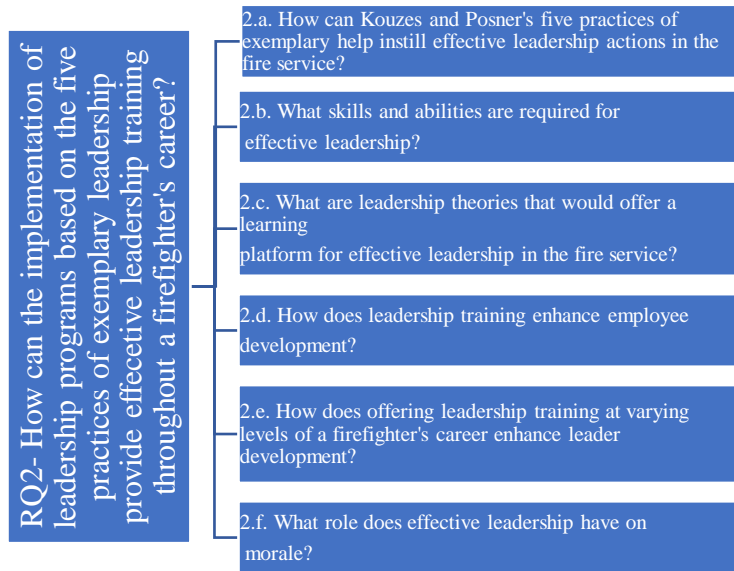 RQ2- How can the implementation of
leadership programs based on the five
practices of exemplary leadership
provide effecetive leadership training
throughout a firefighter's career?
2.a. How can Kouzes and Posner's five practices of
exemplary help instill effective leadership actions in the
fire service?
2.b. What skills and abilities are required for
effective leadership?
2.c. What are leadership theories that would offer a
learning
platform for effective leadership in the fire service?
2.d. How does leadership training enhance employee
development?
2.e. How does offering leadership training at varying
levels of a firefighter's career enhance leader
development?
2.f. What role does effective leadership have on
morale?